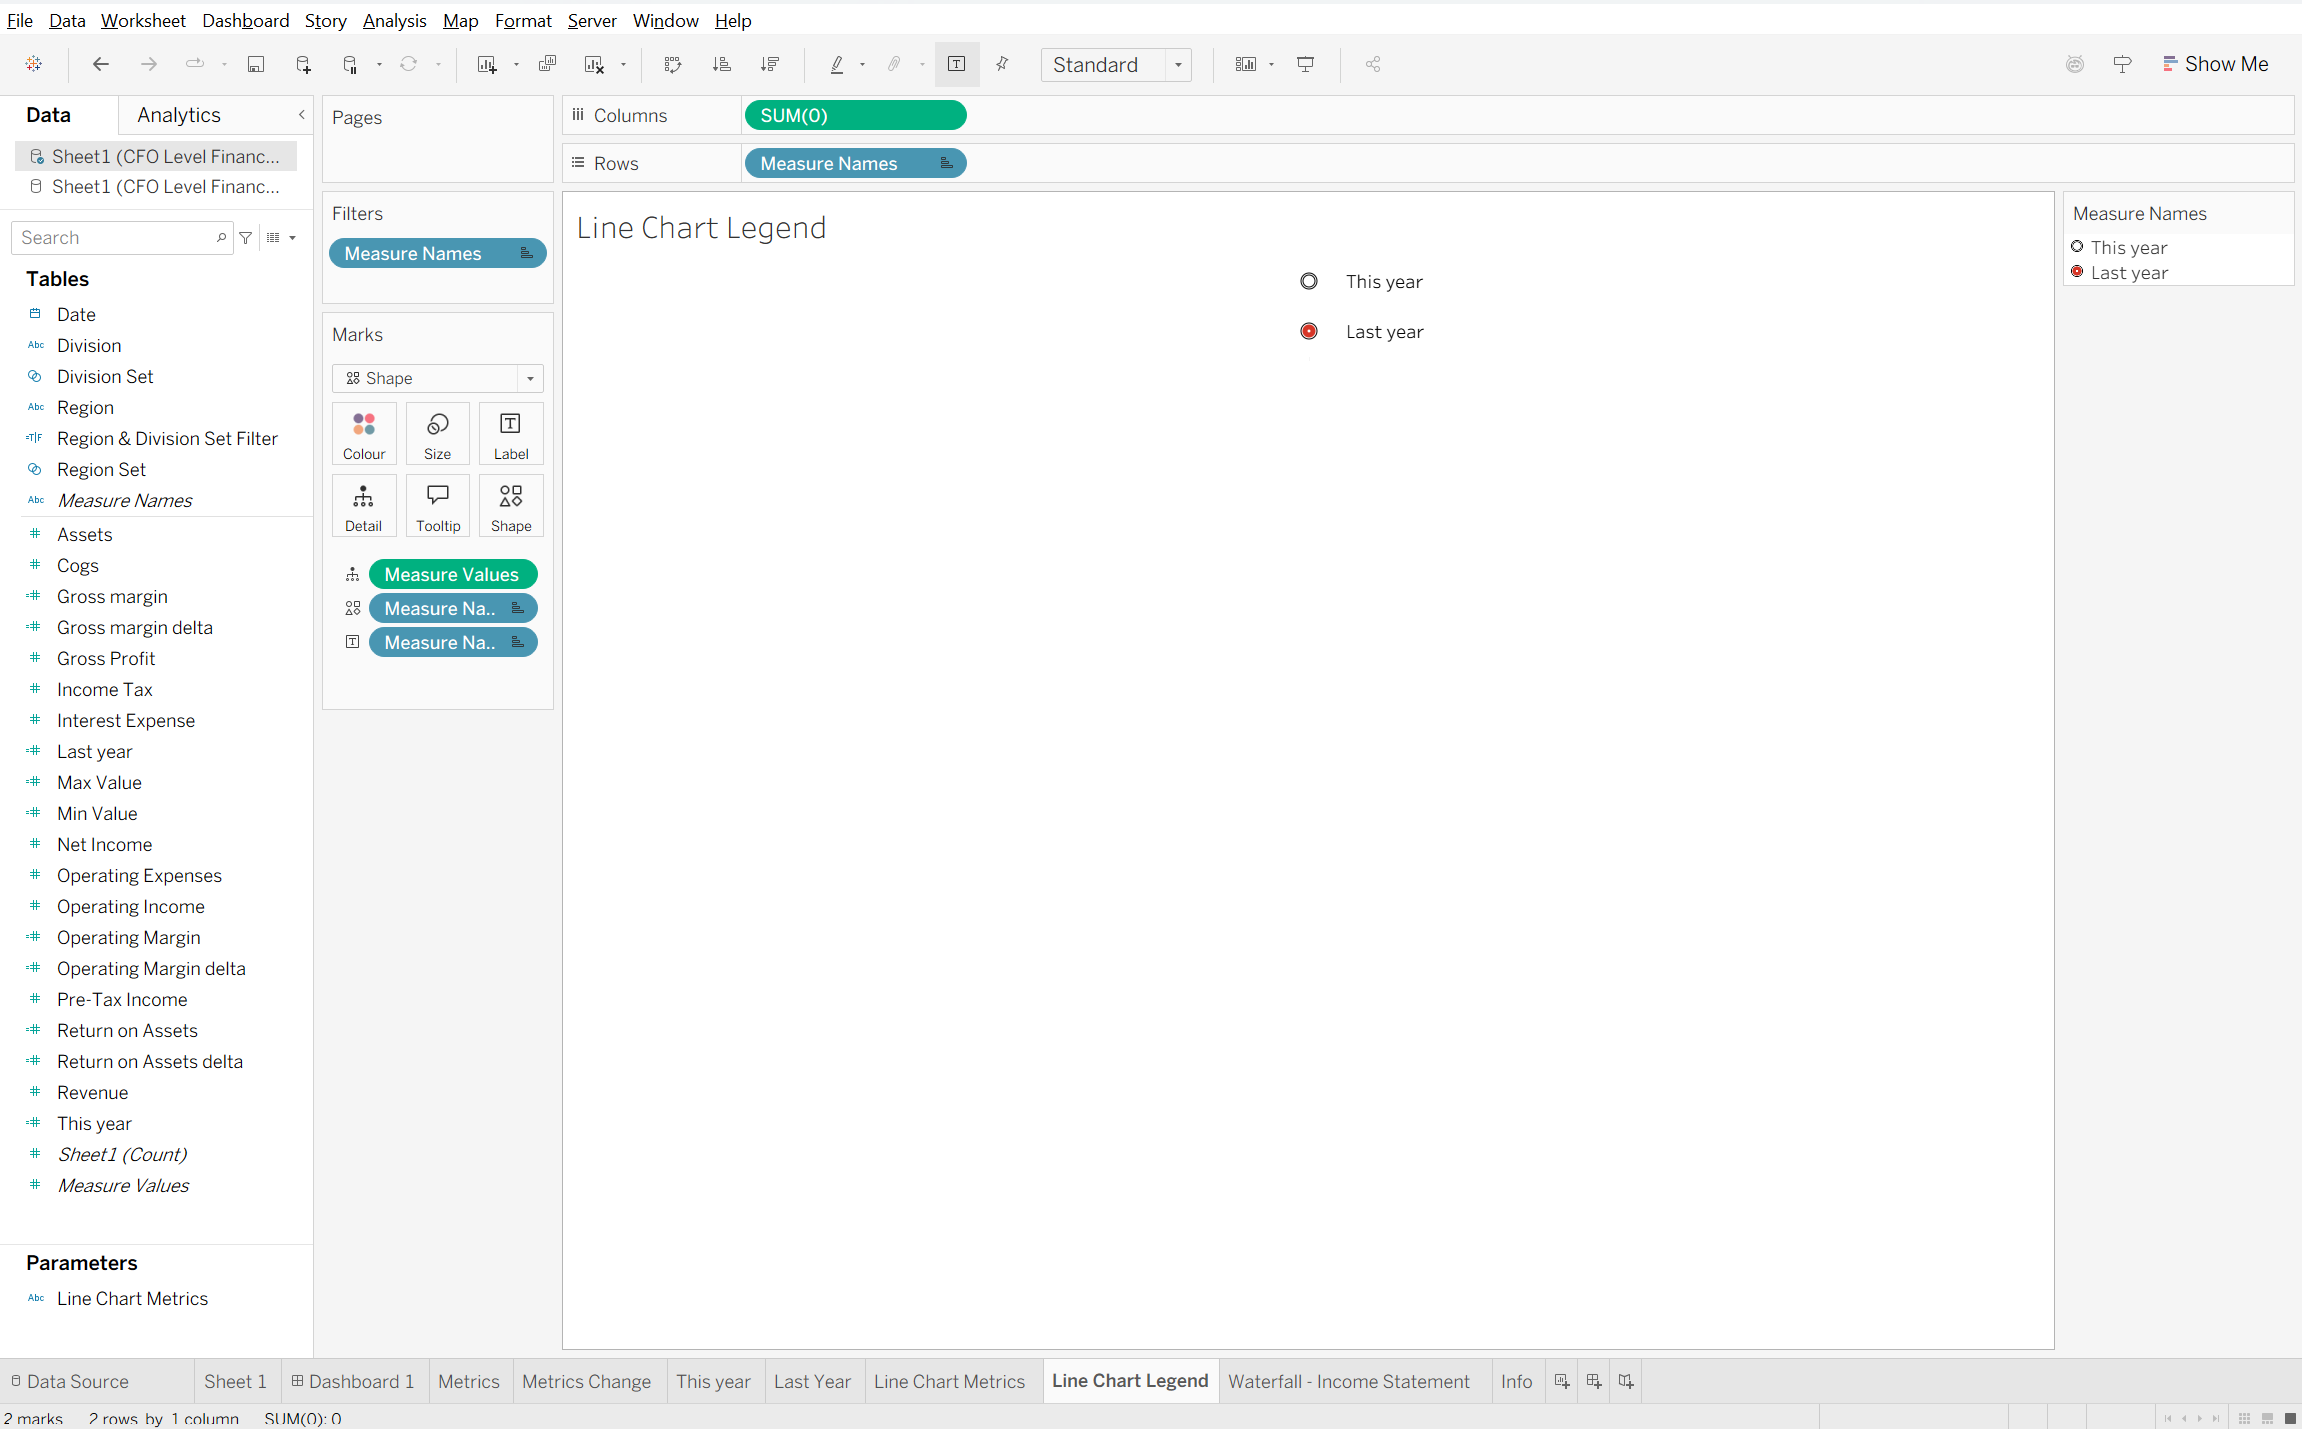 File Data Worksheet Dashboard Story Analysis Map Format Server Window Help
Standard
Show Me
Data Analytics
Sheet1 (CFO Level Financ...
Sheet1 (CFO Level Financ...
Search
Tables
Date
Abc Division
Division Set
Abc Region
=T|F Region & Division Set Filter
Region Set
Abc Measure Names
# Assets
# Cogs
=# Gross margin
=# Gross margin delta
# Gross Profit
# Income Tax
# Interest Expense
=# Last year
=# Max Value
=# Min Value
# Net Income
# Operating Expenses
# Operating Income
=# Operating Margin
=# Operating Margin delta
# Pre-Tax Income
=# Return on Assets
=# Return on Assets delta
# Revenue
=# This year
# Sheet1 (Count)
# Measure Values
Parameters
Abc Line Chart Metrics
Pages
Filters
Measure Names
Marks
Shape
Colour Size Label
Detail Tooltip Shape
Measure Values
Measure Na..
Measure Na..
Columns SUM(0)
Rows Measure Names
Line Chart Legend
This year
Last year
Measure Names
This year
Last year
Data Source Sheet 1 Dashboard 1 Metrics Metrics Change This year Last Year Line Chart Metrics Line Chart Legend Waterfall - Income Statement Info
2 marks 2 rows by 1 column SUM(0): 0